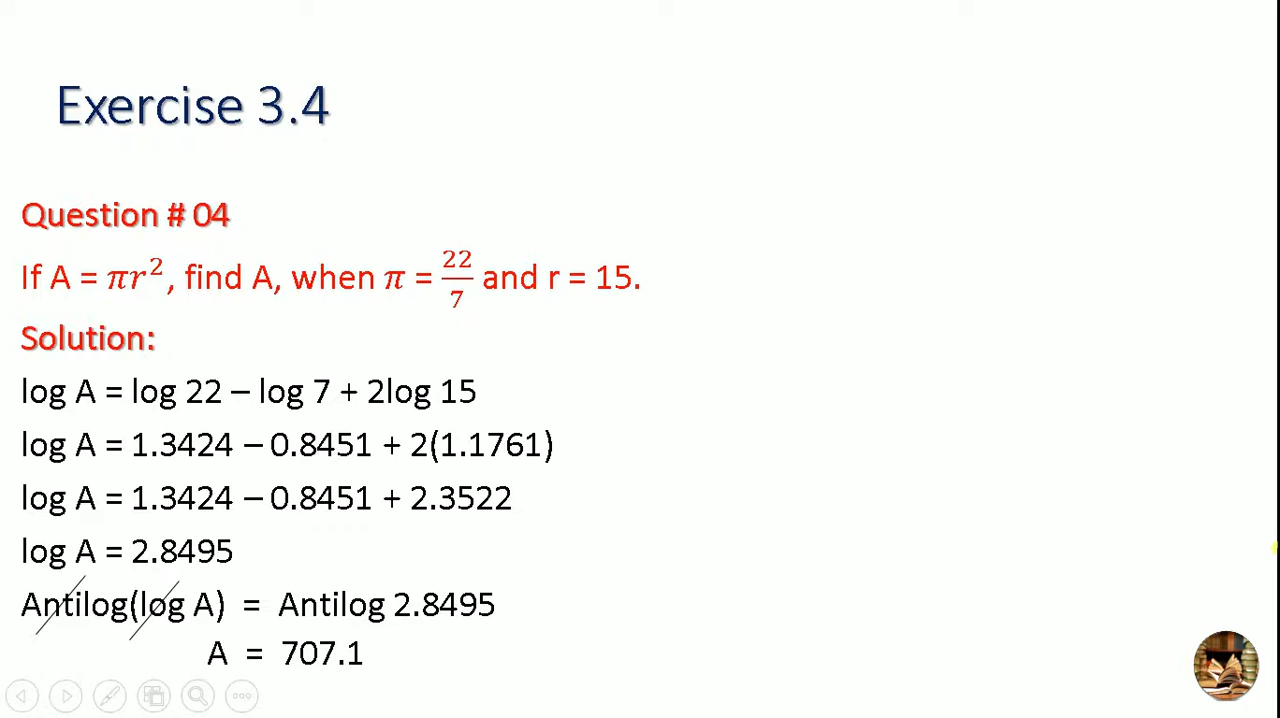 Exercise 3.4
Question # 04
If A = πr², find A, when π = 22/7 and r = 15.
Solution:
log A = log 22 – log 7 + 2log 15
log A = 1.3424 – 0.8451 + 2(1.1761)
log A = 1.3424 – 0.8451 + 2.3522
log A = 2.8495
Antilog(log A) = Antilog 2.8495
A = 707.1